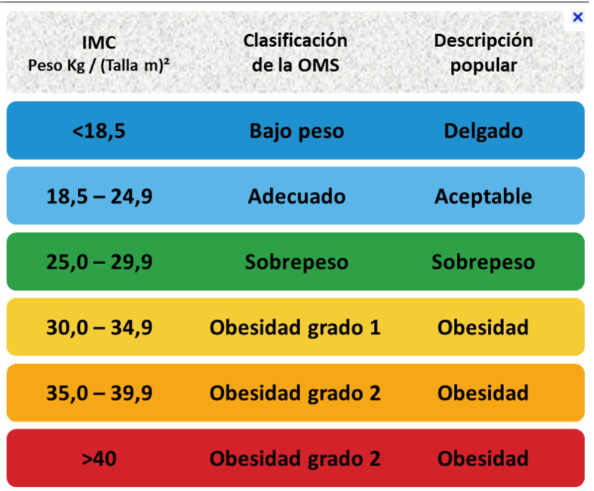 IMC
Peso Kg / (Talla m)²
Clasificación
de la OMS
Descripción
popular
<18,5 Bajo peso Delgado
18,5 – 24,9 Adecuado Aceptable
25,0 – 29,9 Sobrepeso Sobrepeso
30,0 – 34,9 Obesidad grado 1 Obesidad
35,0 – 39,9 Obesidad grado 2 Obesidad
>40 Obesidad grado 2 Obesidad